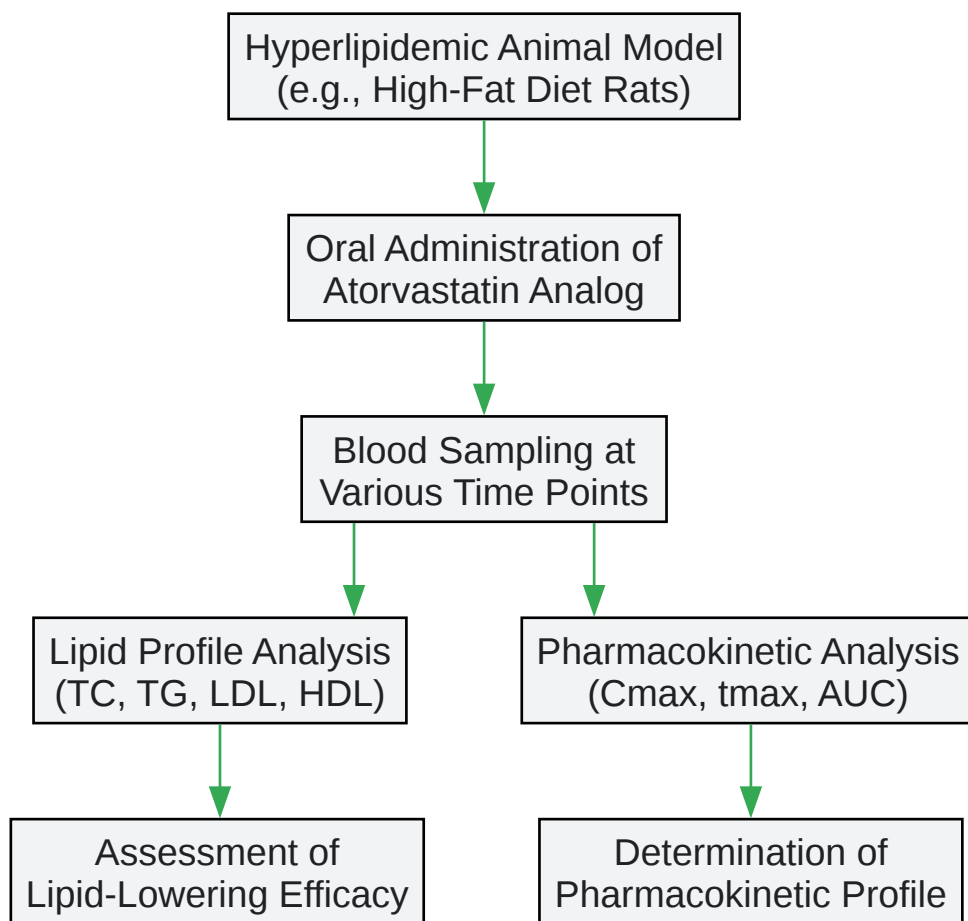 Hyperlipidemic Animal Model
(e.g., High-Fat Diet Rats)
Oral Administration of
Atorvastatin Analog
Blood Sampling at
Various Time Points
Lipid Profile Analysis
(TC, TG, LDL, HDL)
Pharmacokinetic Analysis
(Cmax, tmax, AUC)
Assessment of
Lipid-Lowering Efficacy
Determination of
Pharmacokinetic Profile